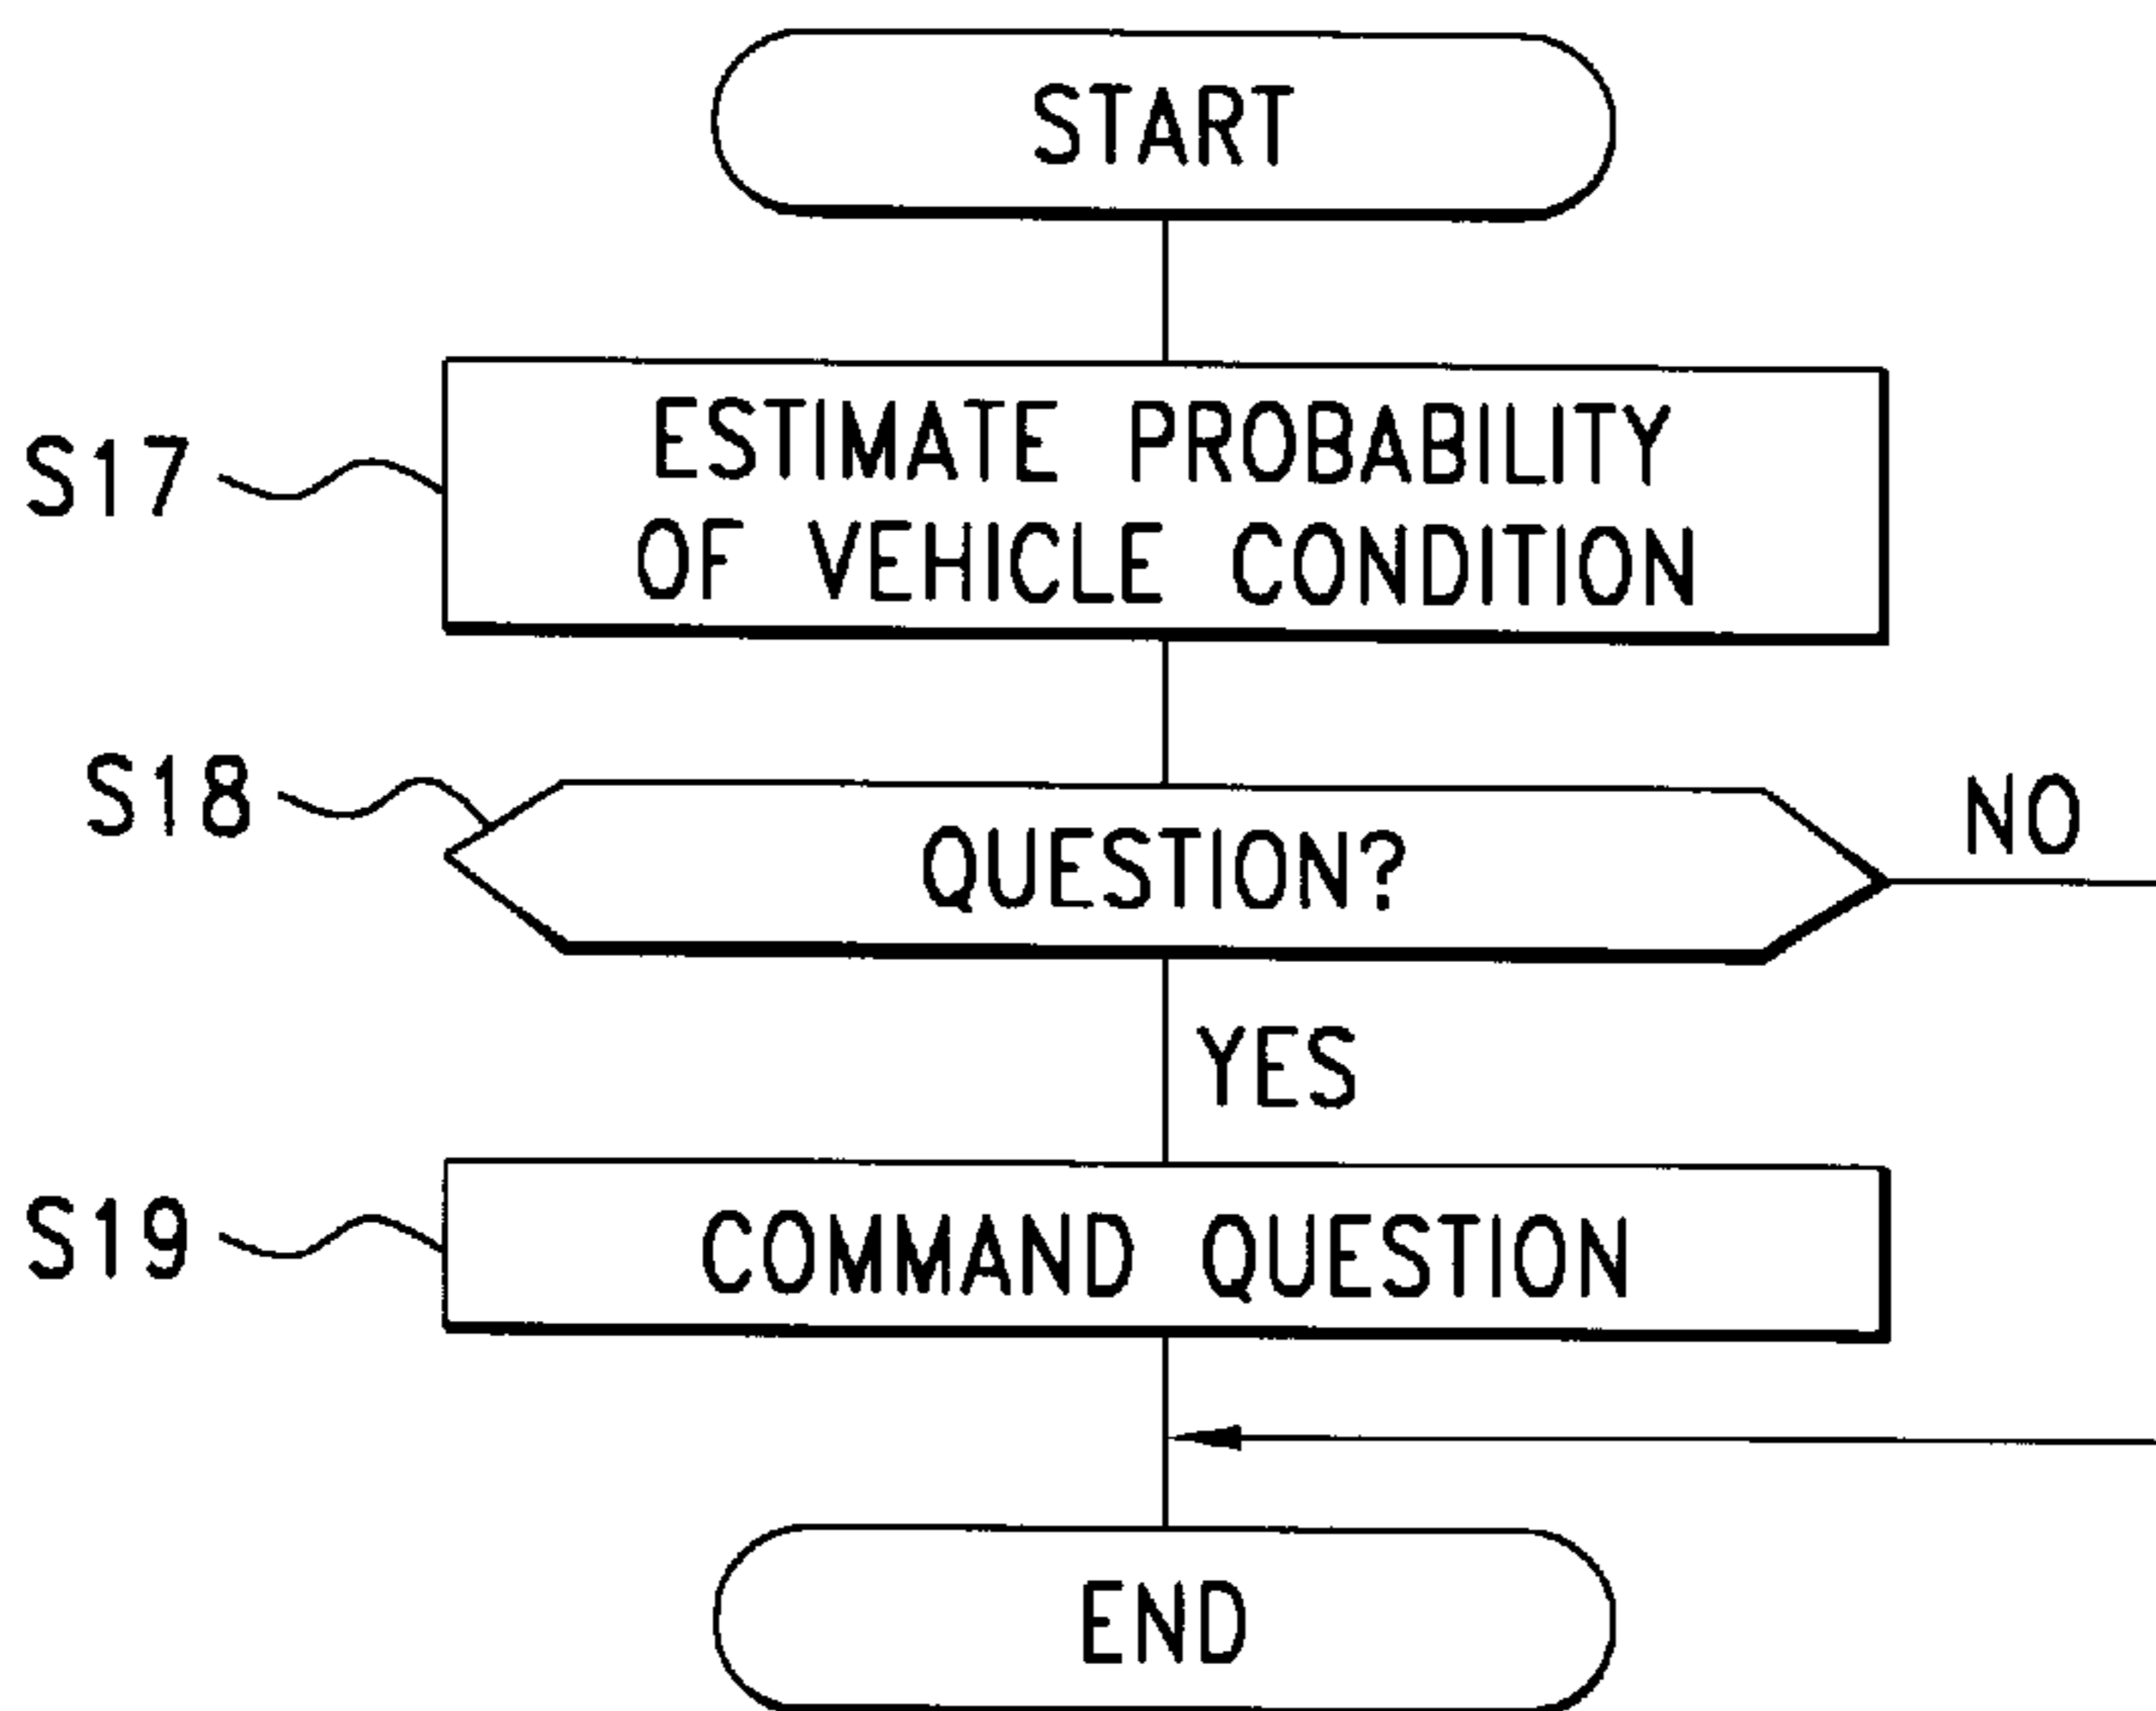 START
S17
ESTIMATE PROBABILITY
OF VEHICLE CONDITION
S18
QUESTION?
NO
YES
S19
COMMAND QUESTION
END